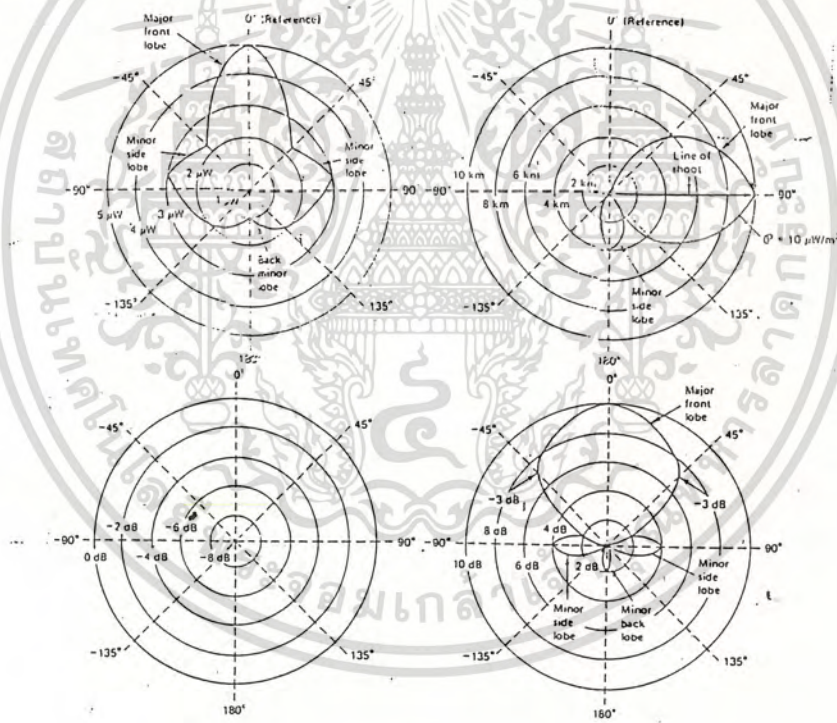 0° (Reference)
Major
front
lobe
-45°
45°
Minor
side
lobe
Minor
side
lobe
2 μW
-90°
90°
5 μW
4 μW
3 μW
Back
minor
lobe
-135°
135°
180°
0° (Reference)
-45°
45°
Major
front
lobe
Line of
shoot
10 km
6 km
2 km
-90°
90°
8 km
4 km
Minor
side
lobe
-135°
135°
180°
0°
-45°
45°
-2 dB
-6 dB
-90°
90°
0 dB
-4 dB
-8 dB
-135°
135°
180°
0°
Major
front
lobe
-45°
45°
-3 dB
-3 dB
8 dB
4 dB
-90°
90°
10 dB
6 dB
2 dB
Minor
side
lobe
Minor
side
lobe
Minor
back
lobe
-135°
135°
180°